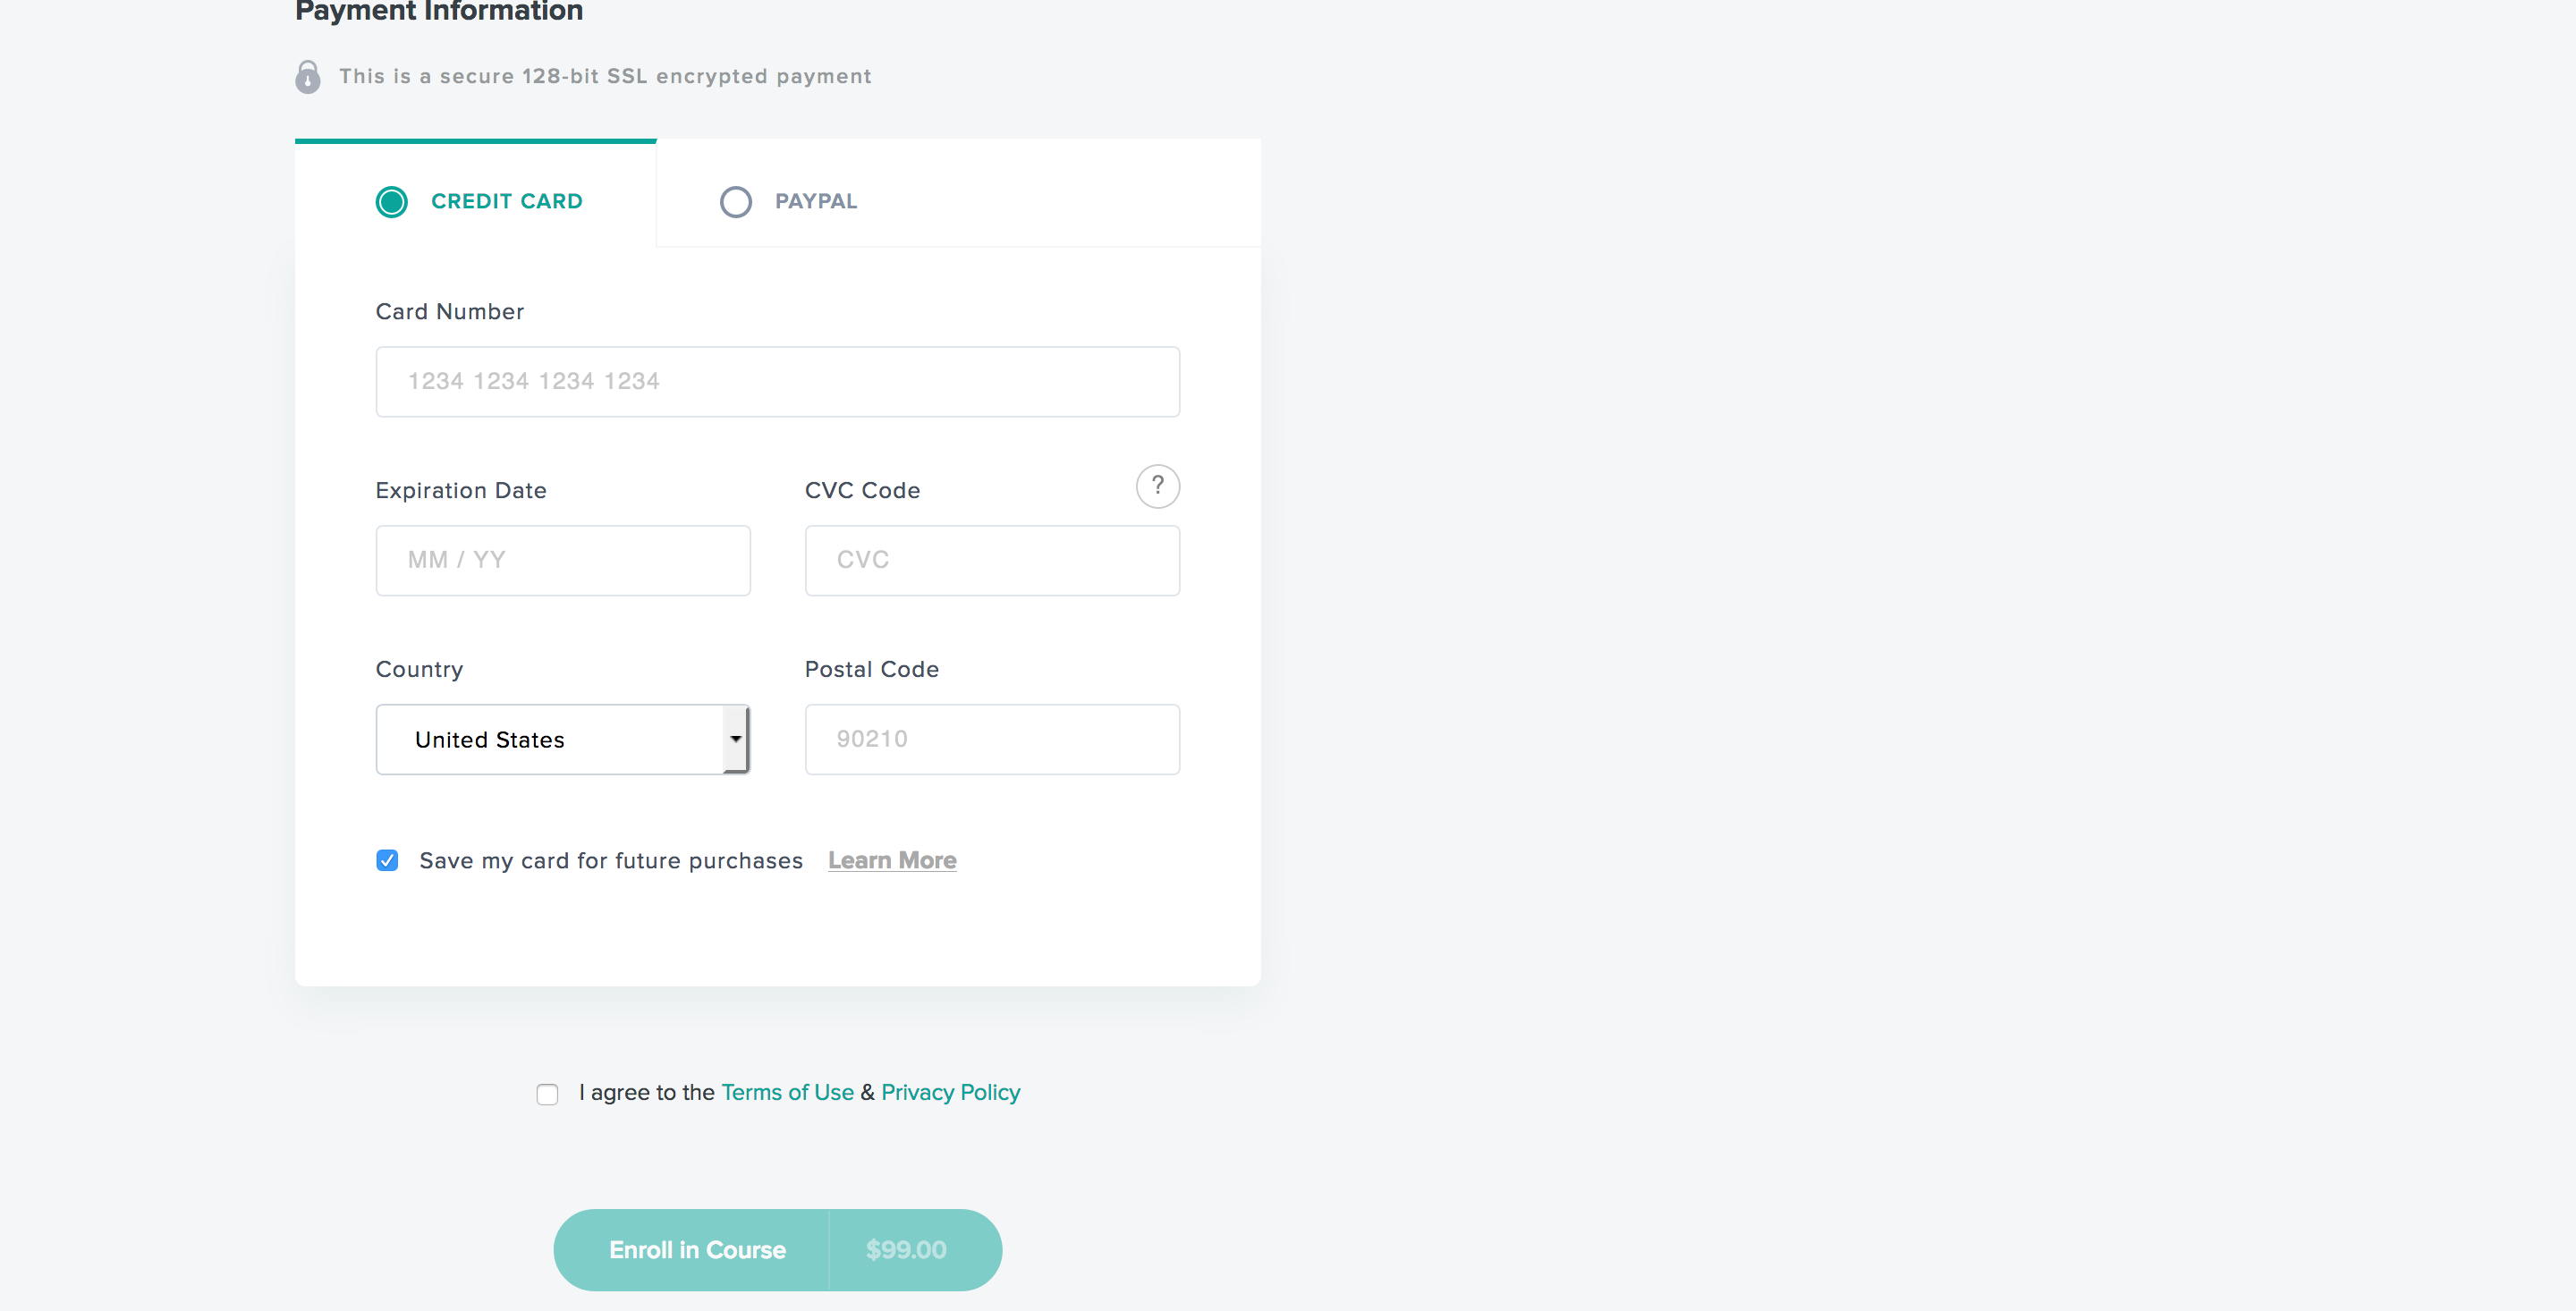 Payment Information
This is a secure 128-bit SSL encrypted payment
CREDIT CARD PAYPAL
Card Number
1234 1234 1234 1234
Expiration Date CVC Code ?
MM / YY CVC
Country Postal Code
United States 90210
Save my card for future purchases Learn More
I agree to the Terms of Use & Privacy Policy
Enroll in Course $99.00